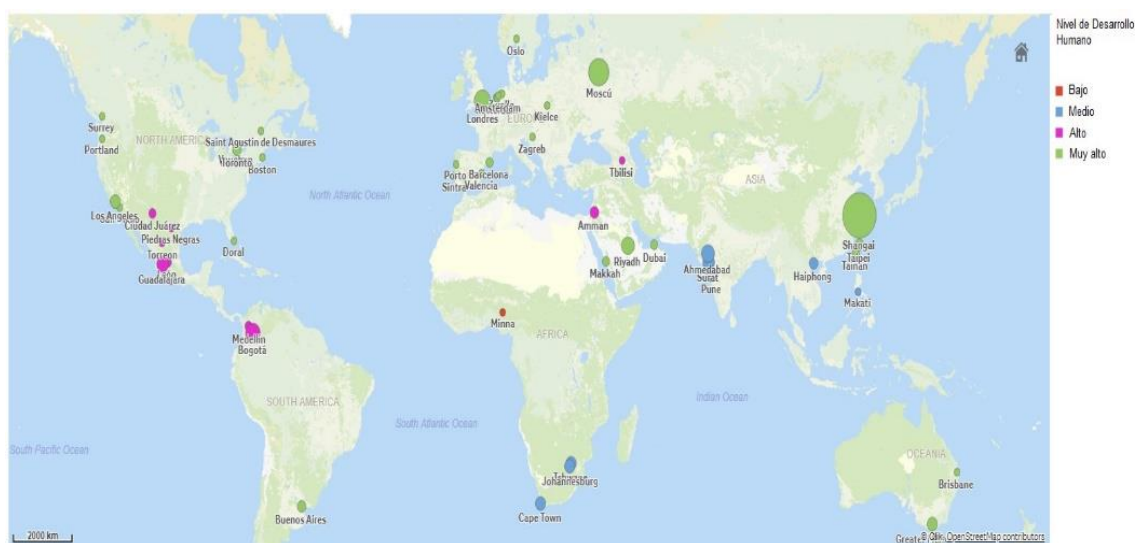 Nivel de Desarrollo
Humano
Bajo
Medio
Alto
Muy alto
Oslo
Moscú
Amsterdam
Londres
EUROPE
Kielce
Zagreb
Surrey
Portland
NORTH AMERICA
Saint Agustin de Desmaures
Toronto
Boston
Porto
Sintra
Barcelona
Valencia
Tbilisi
ASIA
North Atlantic Ocean
Los Angeles
Ciudad Juárez
Piedras Negras
Torreon
León
Guadalajara
Doral
Amman
Riyadh
Dubai
Makkah
Ahmedabad
Surat
Pune
Shangai
Taipei
Tainan
Haiphong
Makati
Minna
AFRICA
Medellin
Bogotá
SOUTH AMERICA
Indian Ocean
South Atlantic Ocean
South Pacific Ocean
OCEANIA
Johannesburg
Brisbane
Cape Town
Buenos Aires
2000 km
© Qlik, OpenStreetMap contributors